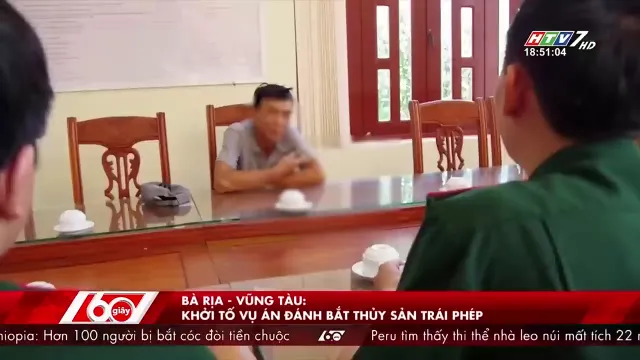 HTV7 HD
18:51:04
60 giây
BÀ RỊA - VŨNG TÀU:
KHỞI TỐ VỤ ÁN ĐÁNH BẮT THỦY SẢN TRÁI PHÉP
hiopia: Hơn 100 người bị bắt cóc đòi tiền chuộc
Peru tìm thấy thi thể nhà leo núi mất tích 22